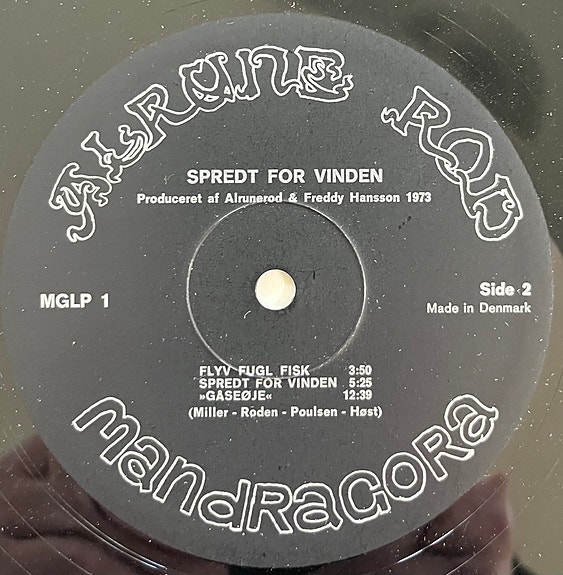 ALRUNE ROD
SPREDT FOR VINDEN
Produceret af Alrunerod & Freddy Hansson 1973
MGLP 1
Side 2
Made in Denmark
FLYV FUGL FISK 3:50
SPREDT FOR VINDEN 5:25
»GASEØJE« 12:39
(Miller - Roden - Poulsen - Høst)
mandRaGORa